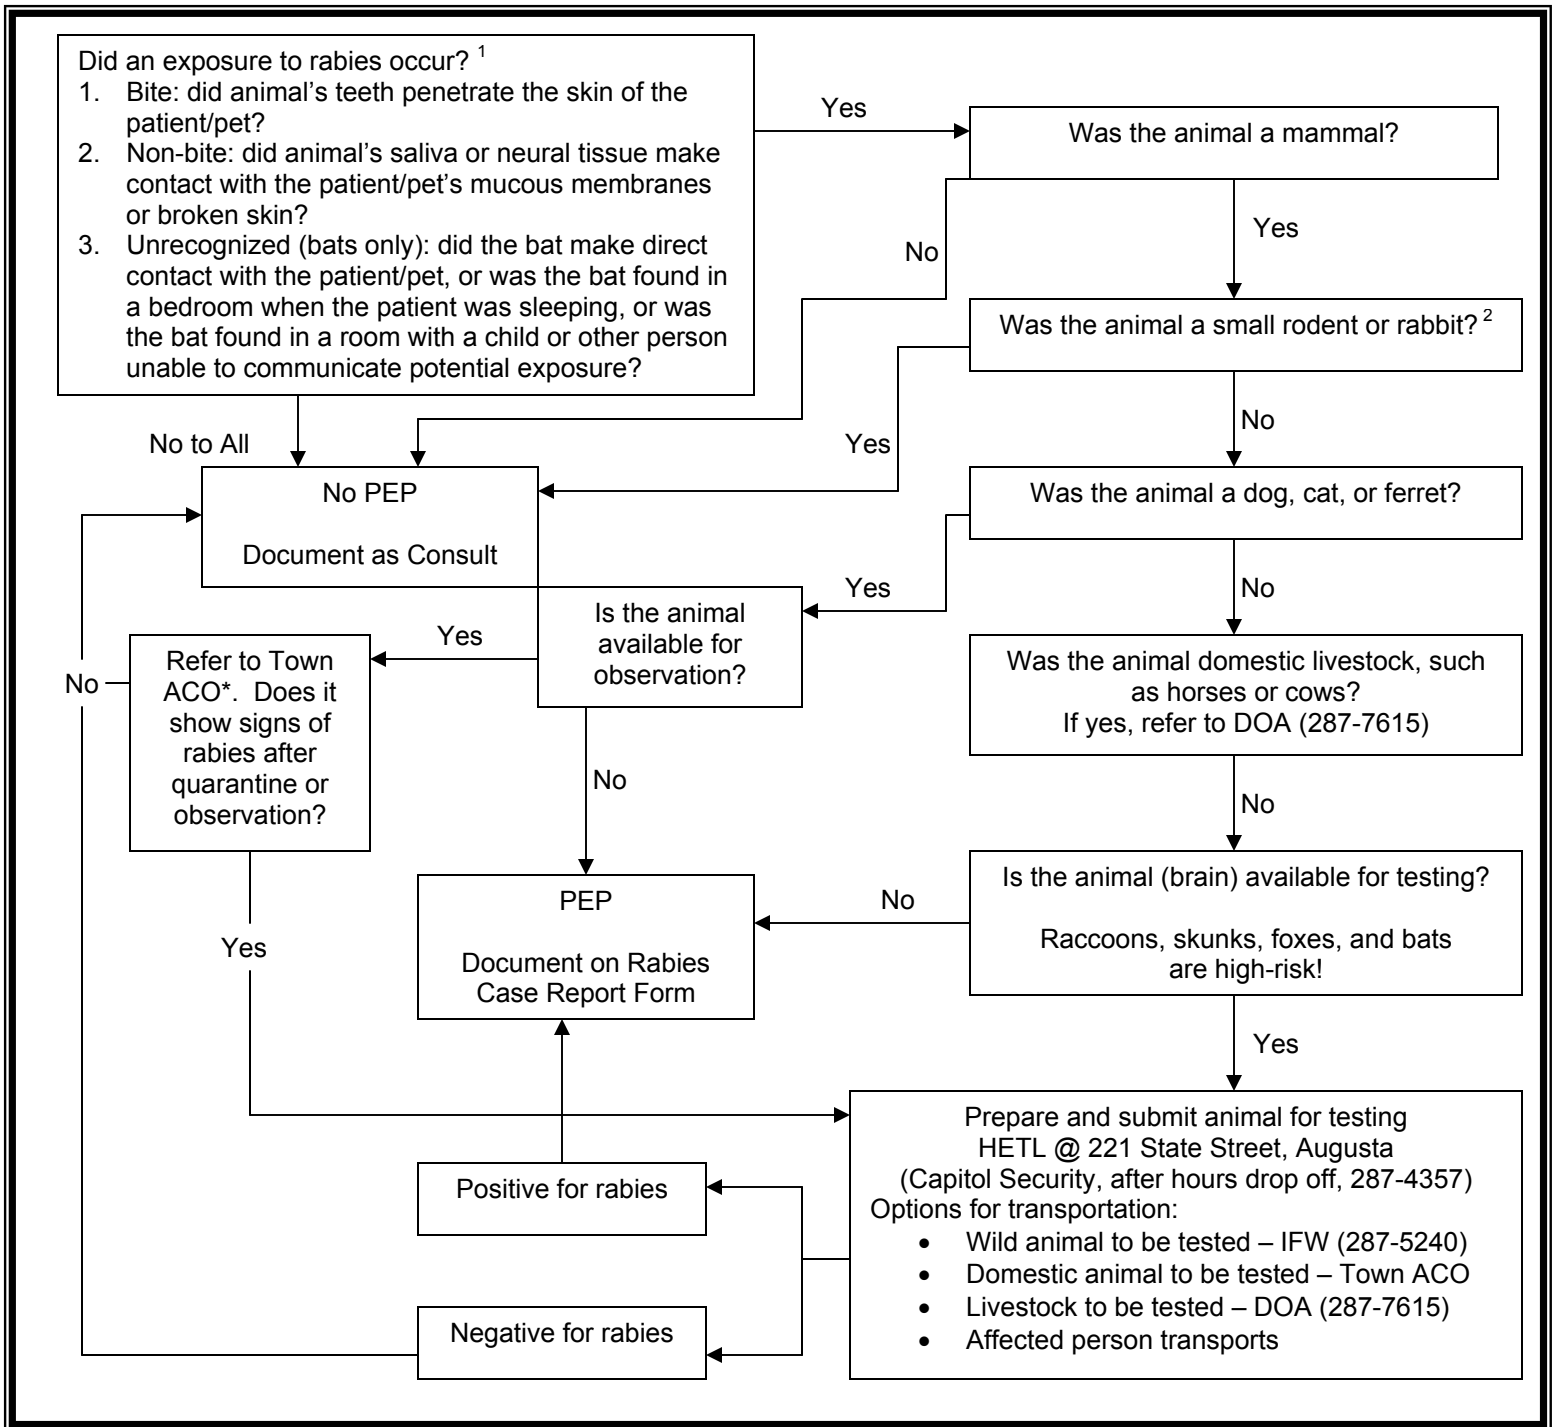 Did an exposure to rabies occur? 1
1. Bite: did animal's teeth penetrate the skin of the
patient/pet?
2. Non-bite: did animal's saliva or neural tissue make
contact with the patient/pet's mucous membranes
or broken skin?
3. Unrecognized (bats only): did the bat make direct
contact with the patient/pet, or was the bat found in
a bedroom when the patient was sleeping, or was
the bat found in a room with a child or other person
unable to communicate potential exposure?
Yes
Was the animal a mammal?
No
Yes
Was the animal a small rodent or rabbit? 2
No to All
Yes
No
No PEP
Document as Consult
Was the animal a dog, cat, or ferret?
Yes
No
Is the animal
available for
observation?
Yes
No
Refer to Town
ACO*. Does it
show signs of
rabies after
quarantine or
observation?
Was the animal domestic livestock, such
as horses or cows?
If yes, refer to DOA (287-7615)
No
No
Yes
PEP
Document on Rabies
Case Report Form
No
Is the animal (brain) available for testing?
Raccoons, skunks, foxes, and bats
are high-risk!
Yes
Prepare and submit animal for testing
HETL @ 221 State Street, Augusta
(Capitol Security, after hours drop off, 287-4357)
Options for transportation:
• Wild animal to be tested – IFW (287-5240)
• Domestic animal to be tested – Town ACO
• Livestock to be tested – DOA (287-7615)
• Affected person transports
Positive for rabies
Negative for rabies